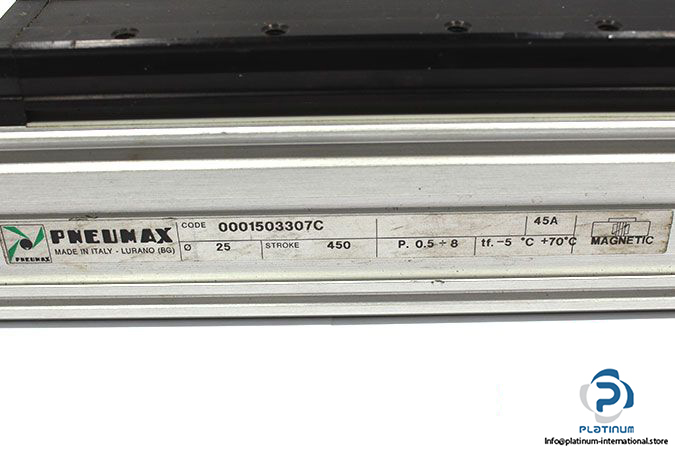 PNEUMAX
PNEUMAX
MADE IN ITALY - LURANO (BG)
CODE 0001503307C
45A
Ø 25 STROKE 450 P. 0.5 ÷ 8 tf. -5 °C +70°C
MAGNETIC
PLATINUM
Info@platinum-international.store